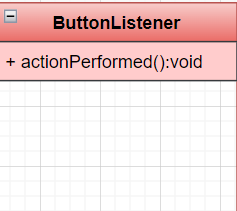 ButtonListener
+ actionPerformed():void